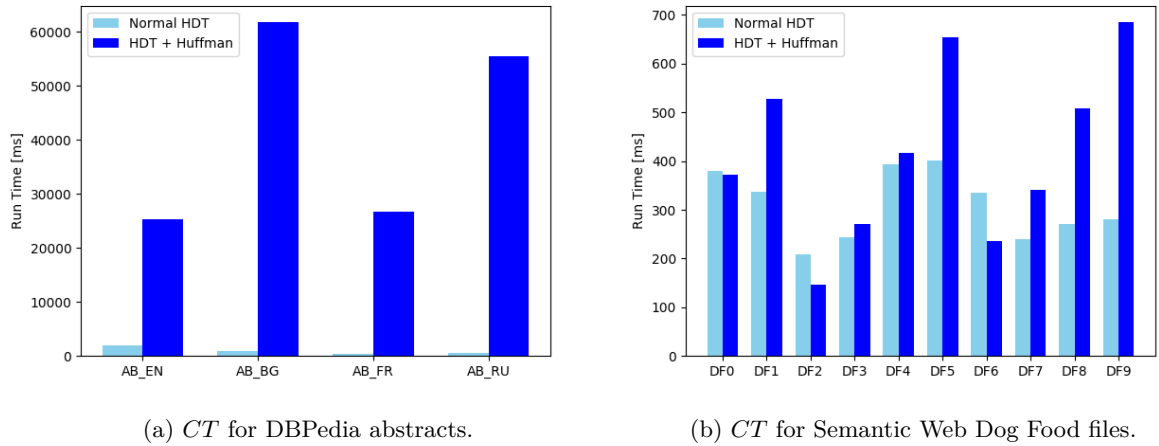 Normal HDT
HDT + Huffman
60000
50000
40000
30000
20000
10000
0
Run Time [ms]
AB_EN AB_BG AB_FR AB_RU
(a) CT for DBPedia abstracts.
Normal HDT
HDT + Huffman
700
600
500
400
300
200
100
0
Run Time [ms]
DF0 DF1 DF2 DF3 DF4 DF5 DF6 DF7 DF8 DF9
(b) CT for Semantic Web Dog Food files.